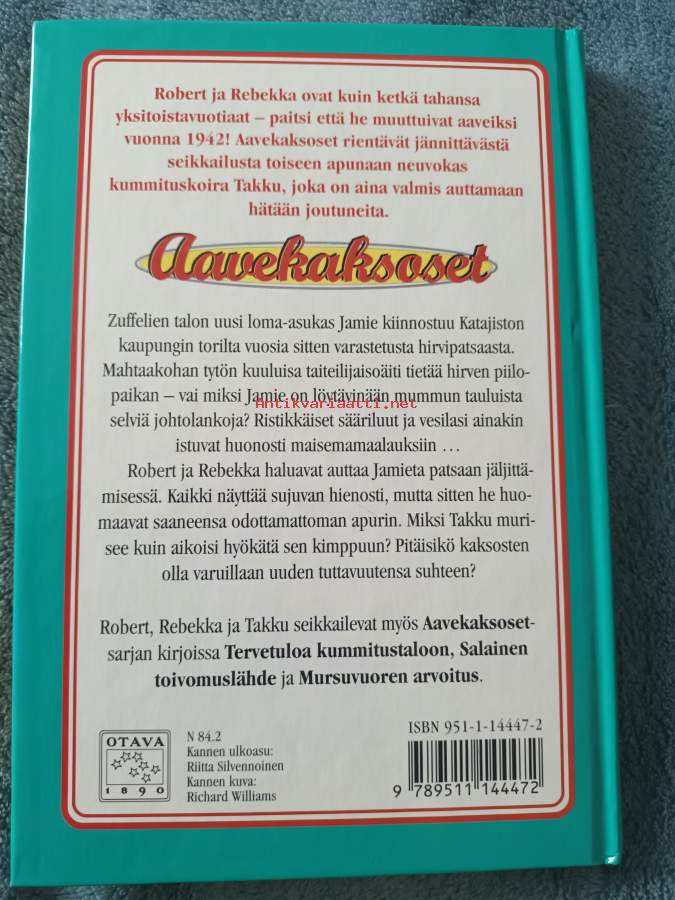 Robert ja Rebekka ovat kuin ketkä tahansa
yksitoistavuotiaat – paitsi että he muuttuivat aaveiksi
vuonna 1942! Aavekaksoset rientävät jännittävästä
seikkailusta toiseen apunaan neuvokas
kummituskoira Takku, joka on aina valmis auttamaan
hätään joutuneita.
Aavekaksoset
Zuffelien talon uusi loma-asukas Jamie kiinnostuu Katajiston
kaupungin torilta vuosia sitten varastetusta hirvipatsaasta.
Mahtaakohan tytön kuuluisa taiteilijaisoäiti tietää hirven piilo-
paikan – vai miksi Jamie on löytävinään mummun tauluista
Antikvariaatti.net
selviä johtolankoja? Ristikkäiset sääriluut ja vesilasi ainakin
istuvat huonosti maisemamaalauksiin ...
Robert ja Rebekka haluavat auttaa Jamieta patsaan jäljittä-
misessä. Kaikki näyttää sujuvan hienosti, mutta sitten he huo-
maavat saaneensa odottamattoman apurin. Miksi Takku muri-
see kuin aikoisi hyökätä sen kimppuun? Pitäisikö kaksosten
olla varuillaan uuden tuttavuutensa suhteen?
Robert, Rebekka ja Takku seikkailevat myös Aavekaksoset-
sarjan kirjoissa Tervetuloa kummitustaloon, Salainen
toivomuslähde ja Mursuvuoren arvoitus.
OTAVA
1890
N 84.2
Kannen ulkoasu:
Riitta Silvennoinen
Kannen kuva:
Richard Williams
ISBN 951-1-14447-2
9 789511 144472